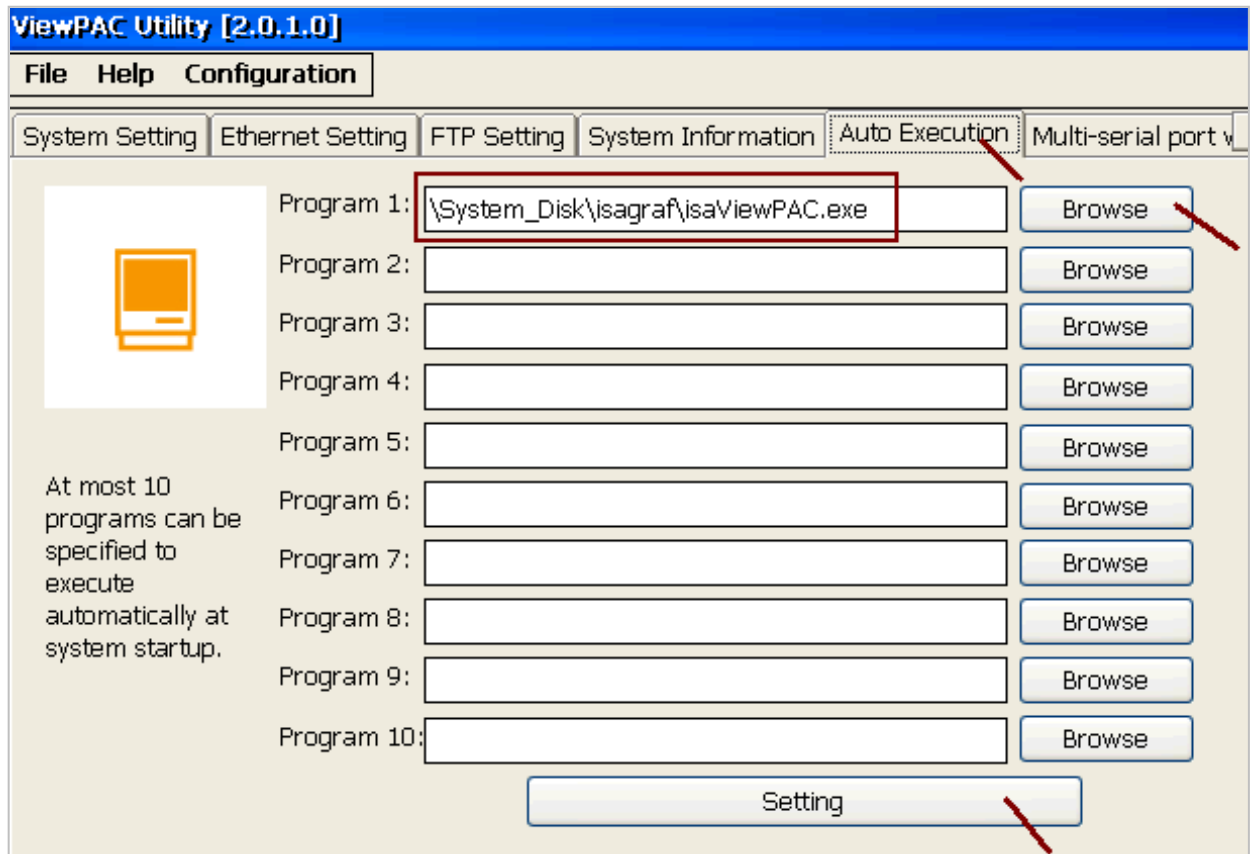 ViewPAC Utility [2.0.1.0]
File Help Configuration
System Setting Ethernet Setting FTP Setting System Information Auto Execution Multi-serial port
Program 1: \System_Disk\isagraf\isaViewPAC.exe Browse
Program 2: Browse
Program 3: Browse
Program 4: Browse
Program 5: Browse
Program 6: Browse
Program 7: Browse
Program 8: Browse
Program 9: Browse
Program 10: Browse
At most 10
programs can be
specified to
execute
automatically at
system startup.
Setting